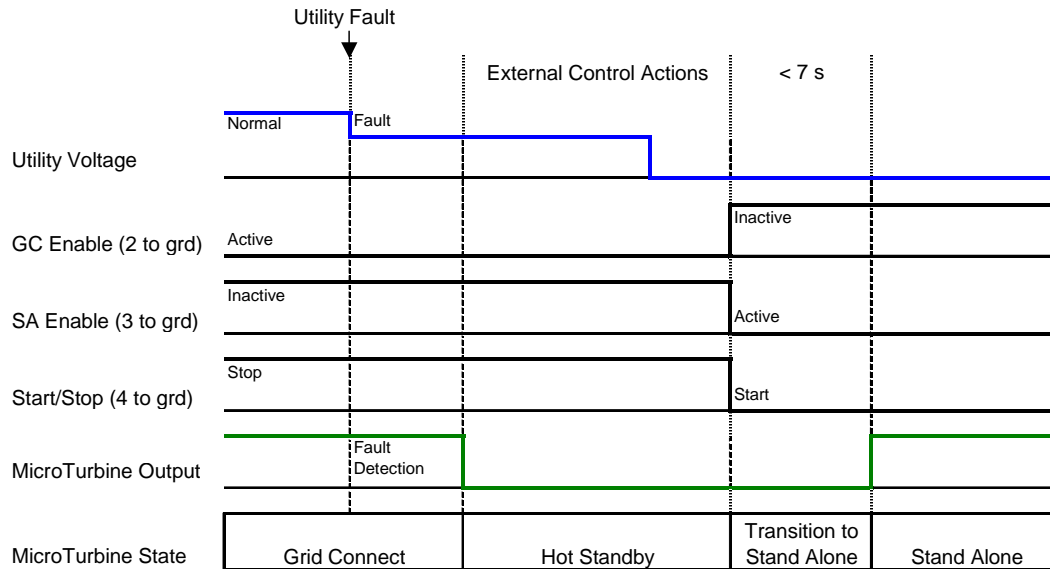 Utility Fault
External Control Actions
< 7 s
Normal
Fault
Utility Voltage
Inactive
GC Enable (2 to grd)
Active
Inactive
SA Enable (3 to grd)
Active
Stop
Start/Stop (4 to grd)
Start
Fault
Detection
MicroTurbine Output
MicroTurbine State
Grid Connect
Hot Standby
Transition to
Stand Alone
Stand Alone